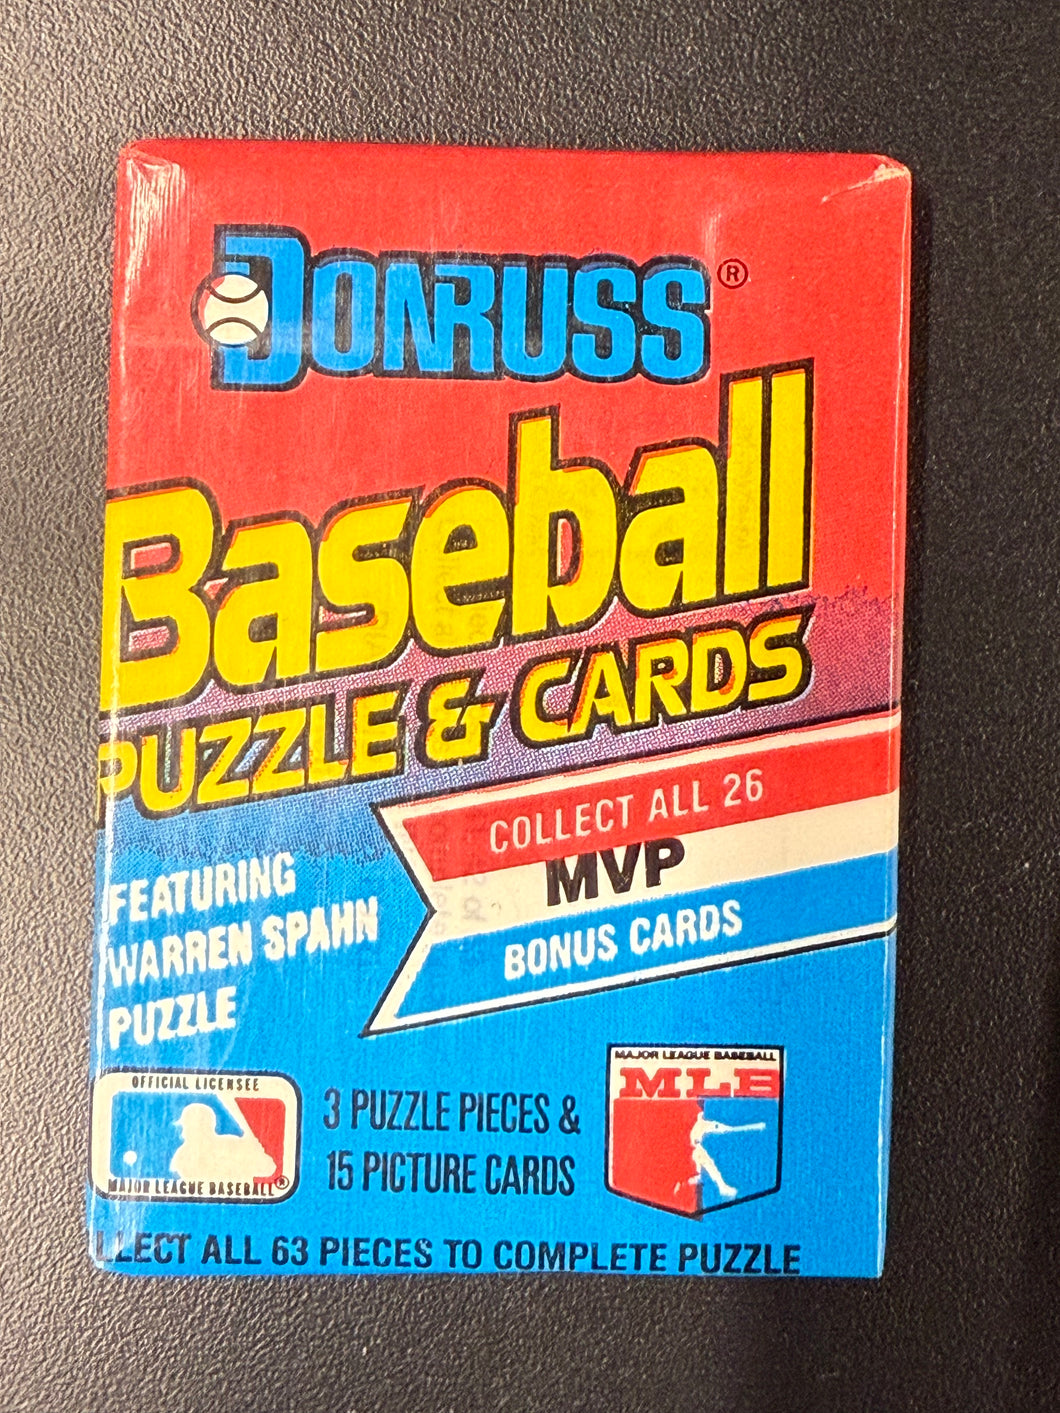 DONRUSS®
Baseball
PUZZLE & CARDS
COLLECT ALL 26
MVP
BONUS CARDS
FEATURING
WARREN SPAHN
PUZZLE
OFFICIAL LICENSEE
MAJOR LEAGUE BASEBALL®
3 PUZZLE PIECES &
15 PICTURE CARDS
MAJOR LEAGUE BASEBALL
MLB
LLECT ALL 63 PIECES TO COMPLETE PUZZLE